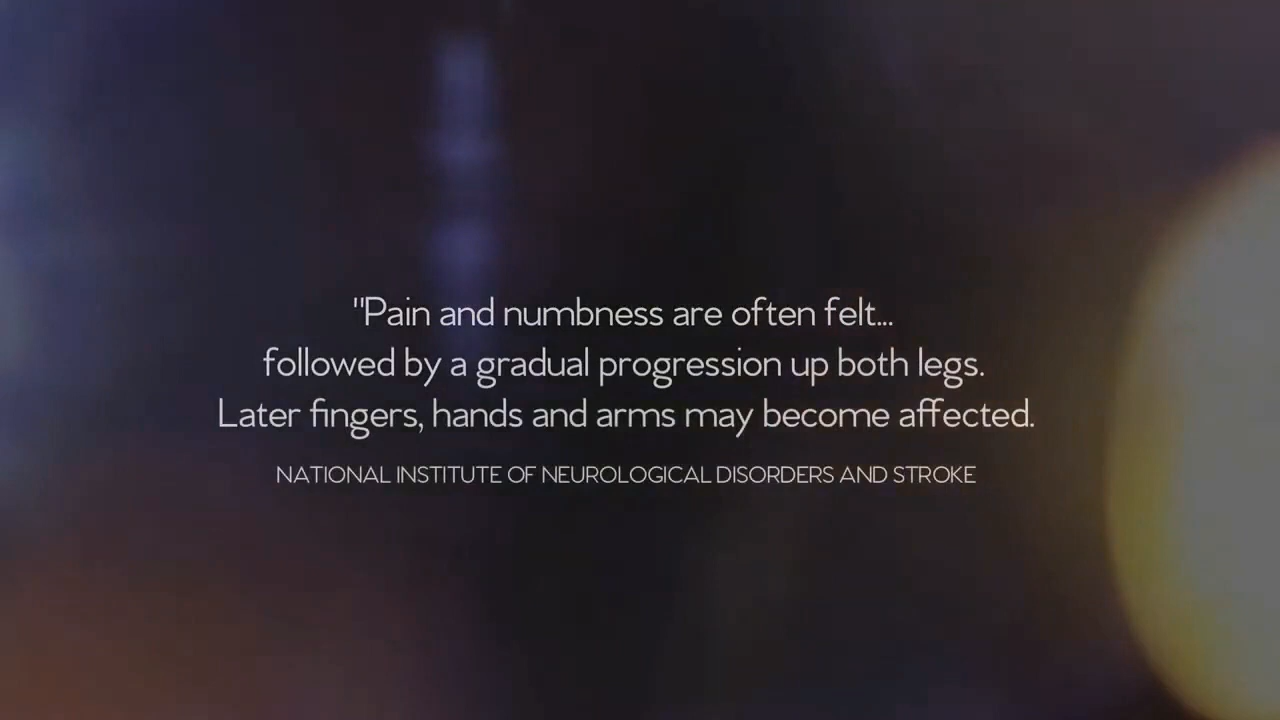 "Pain and numbness are often felt...
followed by a gradual progression up both legs.
Later fingers, hands and arms may become affected.
NATIONAL INSTITUTE OF NEUROLOGICAL DISORDERS AND STROKE